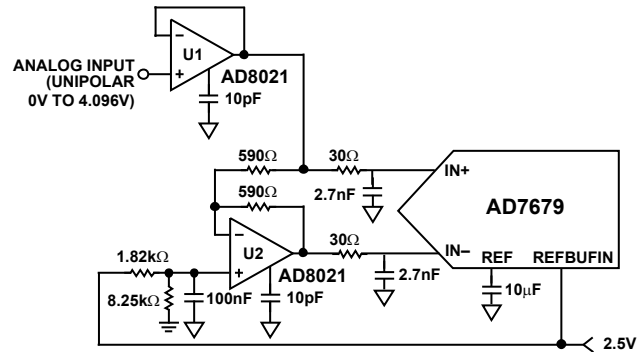 U1
ANALOG INPUT
(UNIPOLAR
0V TO 4.096V)
AD8021
10pF
590Ω
30Ω
IN+
590Ω
2.7nF
AD7679
U2
30Ω
IN–
1.82kΩ
AD8021
REF
REFBUFIN
8.25kΩ
100nF
10pF
2.7nF
10μF
2.5V